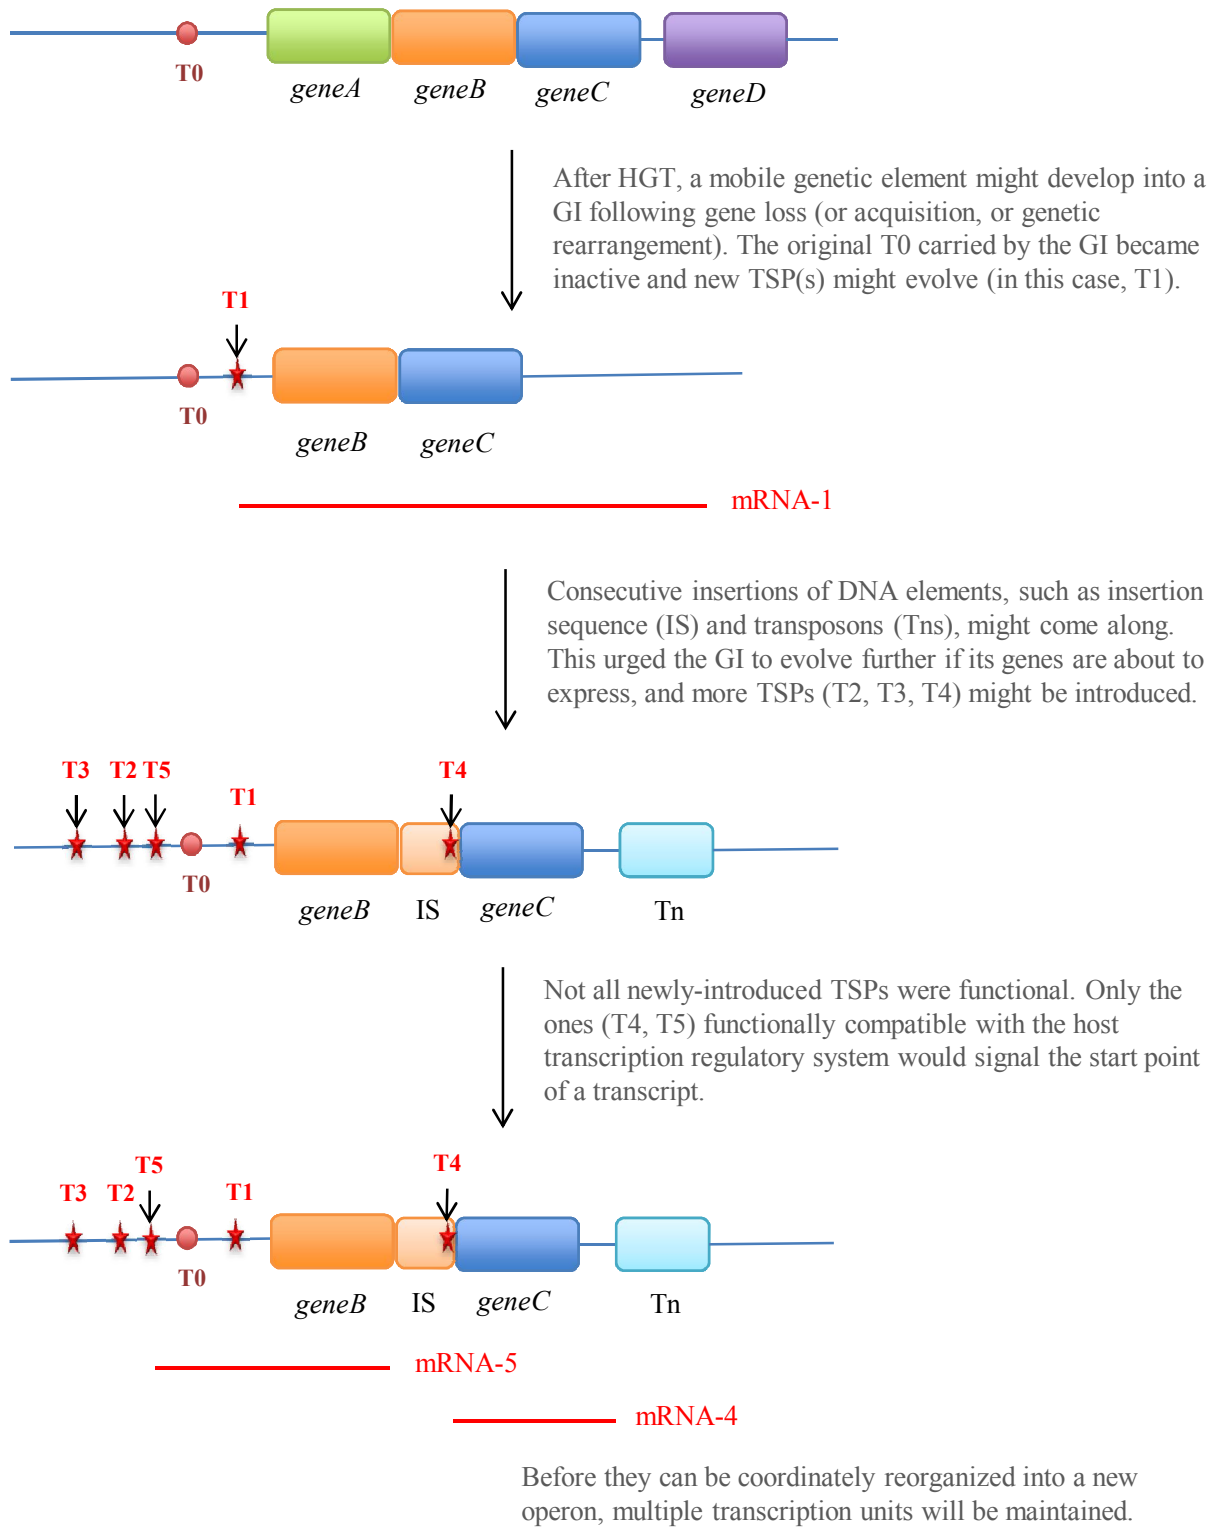 T0
geneA geneB geneC geneD
After HGT, a mobile genetic element might develop into a
GI following gene loss (or acquisition, or genetic
rearrangement). The original T0 carried by the GI became
inactive and new TSP(s) might evolve (in this case, T1).
T1
T0
geneB geneC
mRNA-1
Consecutive insertions of DNA elements, such as insertion
sequence (IS) and transposons (Tns), might come along.
This urged the GI to evolve further if its genes are about to
express, and more TSPs (T2, T3, T4) might be introduced.
T3 T2 T5 T4
T1
T0
geneB IS geneC Tn
Not all newly-introduced TSPs were functional. Only the
ones (T4, T5) functionally compatible with the host
transcription regulatory system would signal the start point
of a transcript.
T5 T4
T3 T2 T1
T0
geneB IS geneC Tn
mRNA-5
mRNA-4
Before they can be coordinately reorganized into a new
operon, multiple transcription units will be maintained.